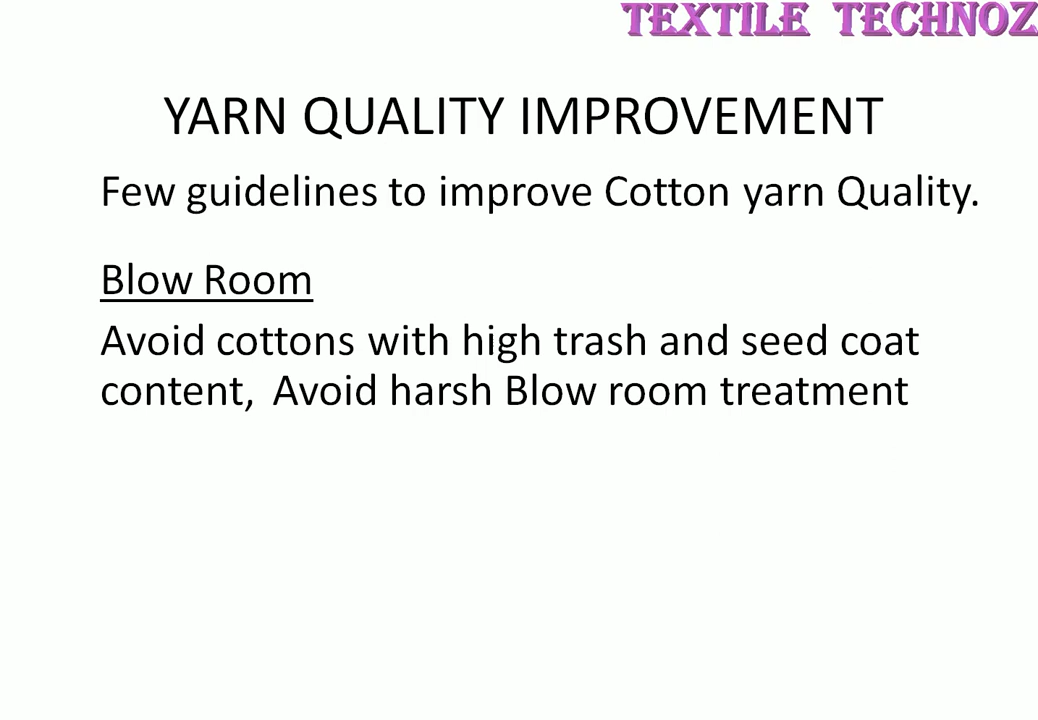 TEXTILE TECHNOZ
YARN QUALITY IMPROVEMENT
Few guidelines to improve Cotton yarn Quality.
Blow Room
Avoid cottons with high trash and seed coat
content, Avoid harsh Blow room treatment